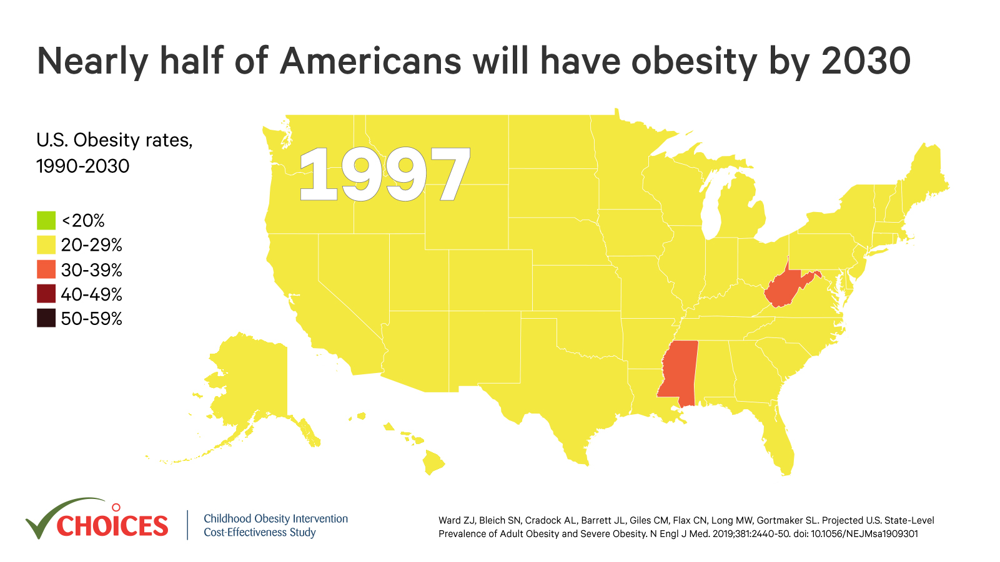 Nearly half of Americans will have obesity by 2030
U.S. Obesity rates,
1990-2030
1997
<20%
20-29%
30-39%
40-49%
50-59%
CHOICES
Childhood Obesity Intervention
Cost-Effectiveness Study
Ward ZJ, Bleich SN, Cradock AL, Barrett JL, Giles CM, Flax CN, Long MW, Gortmaker SL. Projected U.S. State-Level
Prevalence of Adult Obesity and Severe Obesity. N Engl J Med. 2019;381:2440-50. doi: 10.1056/NEJMsa1909301